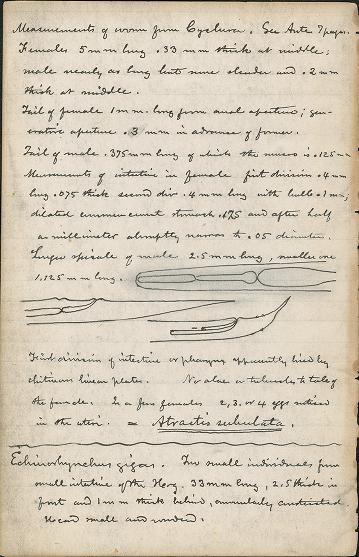 Measurements of worm from Cyclura. See Ante 7 pages.
Females 5 mm long .33 mm thick at middle;
male nearly as long but more slender and .2 mm
thick at middle.
Tail of female 1 mm. long from anal aperture; gen-
erative aperture .3 mm in advance of former.
Tail of male .375 mm long of which the mucro is .125 mm
Measurements of intestine in female first division .4 mm
long .075 thick second div. .4 mm long with bulb .1 mm;
dilated commencement stomach .175 and after half
a millimeter abruptly narrows to .05 diameter.
Longer spicule of male 2.5 mm long, smaller one
1.125 mm long.
First division of intestine or pharynx apparently lined by
chitinous linear plates. No alae or tubercles to tail of
the female. In a few females 2, 3, or 4 eggs noticed
in the uteri. = Atractis subulata.
Echinorhynchus gigas. Two small individuals from
small intestine of the Hog. 33 mm long, 2.5 thick in
front and 1 mm thick behind, annularly constricted
Head small and rounded.